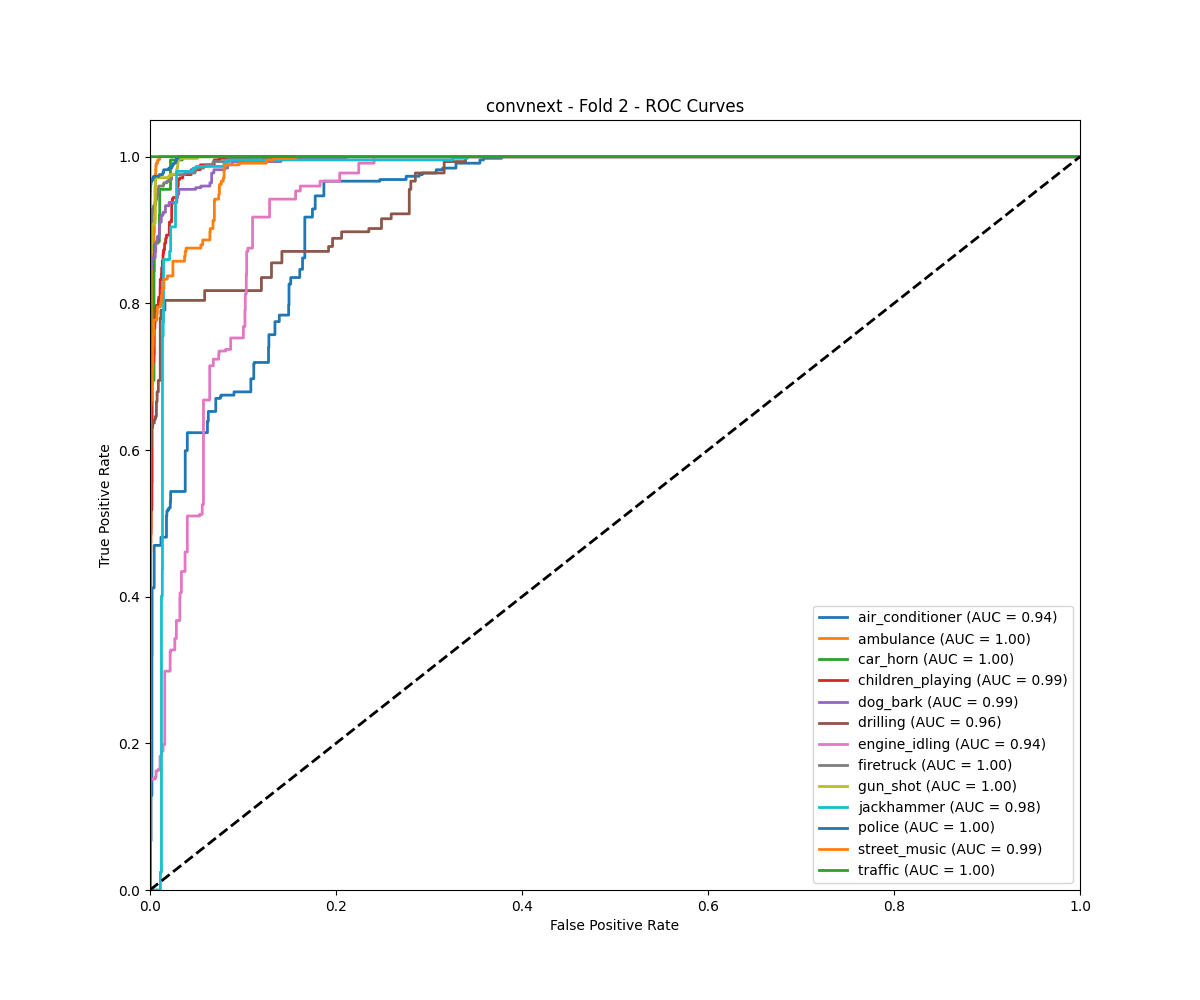 convnext - Fold 2 - ROC Curves
True Positive Rate
1.0
0.8
0.6
0.4
0.2
0.0
0.0 0.2 0.4 0.6 0.8 1.0
False Positive Rate
air_conditioner (AUC = 0.94)
ambulance (AUC = 1.00)
car_horn (AUC = 1.00)
children_playing (AUC = 0.99)
dog_bark (AUC = 0.99)
drilling (AUC = 0.96)
engine_idling (AUC = 0.94)
firetruck (AUC = 1.00)
gun_shot (AUC = 1.00)
jackhammer (AUC = 0.98)
police (AUC = 1.00)
street_music (AUC = 0.99)
traffic (AUC = 1.00)